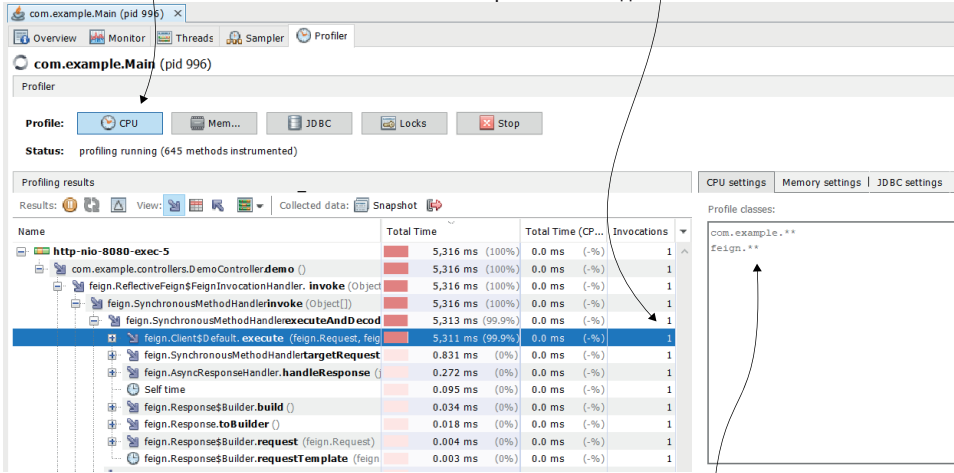 com.example.Main (pid 996)
Overview Monitor Threads Sampler Profiler
com.example.Main (pid 996)
Profiler
Profile: CPU Mem... JDBC Locks Stop
Status: profiling running (645 methods instrumented)
Profiling results
CPU settings Memory settings JDBC settings
Results: View: Collected data: Snapshot
Profile classes:
Name Total Time Total Time (CP... Invocations
com.example.**
feign.**
http-nio-8080-exec-5 5,316 ms (100%) 0.0 ms (-%) 1
com.example.controllers.DemoController.demo () 5,316 ms (100%) 0.0 ms (-%) 1
feign.ReflectiveFeign$FeignInvocationHandler. invoke (Object 5,316 ms (100%) 0.0 ms (-%) 1
feign.SynchronousMethodHandlerinvoke (Object[]) 5,316 ms (100%) 0.0 ms (-%) 1
feign.SynchronousMethodHandlerexecuteAndDecod 5,313 ms (99.9%) 0.0 ms (-%) 1
feign.Client$Default. execute (feign.Request, feig 5,311 ms (99.9%) 0.0 ms (-%) 1
feign.SynchronousMethodHandlertargetRequest 0.831 ms (0%) 0.0 ms (-%) 1
feign.AsyncResponseHandler.handleResponse (j 0.272 ms (0%) 0.0 ms (-%) 1
Self time 0.095 ms (0%) 0.0 ms (-%) 1
feign.Response$Builder.build () 0.034 ms (0%) 0.0 ms (-%) 1
feign.Response.toBuilder () 0.018 ms (0%) 0.0 ms (-%) 1
feign.Response$Builder.request (feign.Request) 0.004 ms (0%) 0.0 ms (-%) 1
feign.Response$Builder.requestTemplate (feign 0.003 ms (0%) 0.0 ms (-%) 1